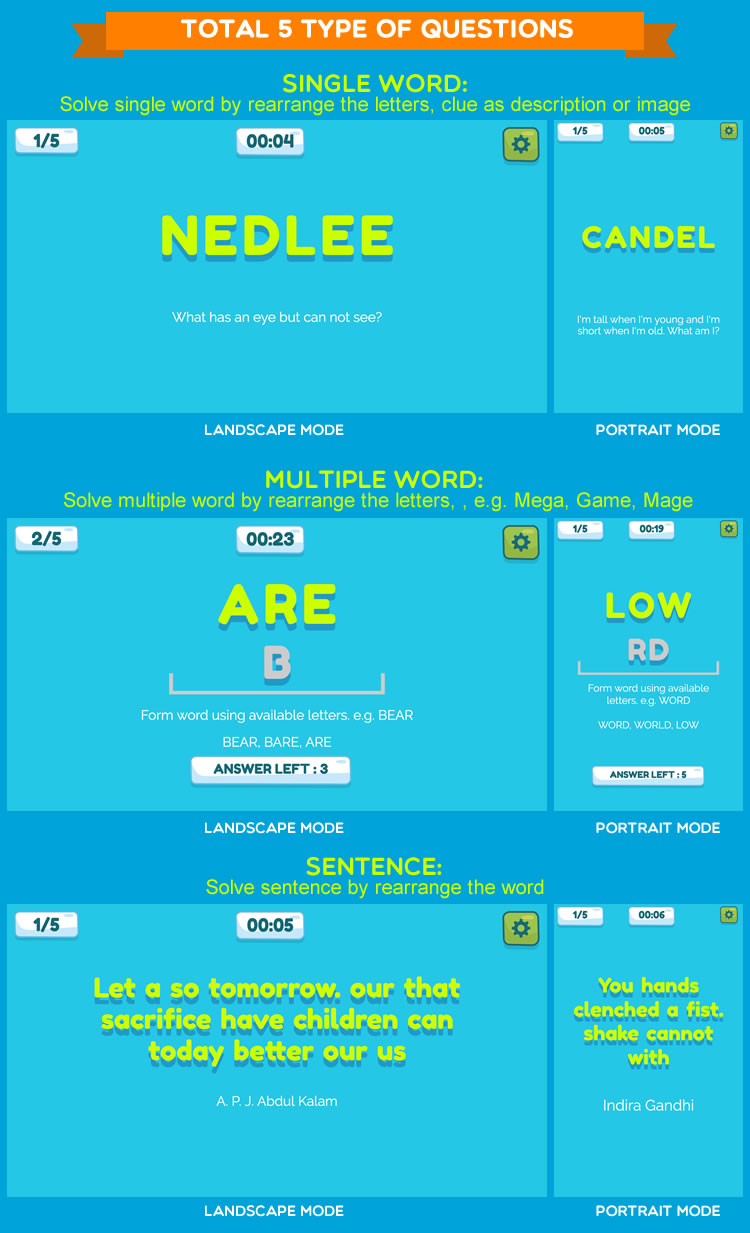 TOTAL 5 TYPE OF QUESTIONS
SINGLE WORD:
Solve single word by rearrange the letters, clue as description or image
1/5
00:04
NEDLEE
What has an eye but can not see?
LANDSCAPE MODE
1/5
00:05
CANDEL
I'm tall when I'm young and I'm
short when I'm old. What am I?
PORTRAIT MODE
MULTIPLE WORD:
Solve multiple word by rearrange the letters, , e.g. Mega, Game, Mage
2/5
00:23
ARE
B
Form word using available letters. e.g. BEAR
BEAR, BARE, ARE
ANSWER LEFT : 3
LANDSCAPE MODE
1/5
00:19
LOW
RD
Form word using available
letters. e.g. WORD
WORD, WORLD, LOW
ANSWER LEFT : 5
PORTRAIT MODE
SENTENCE:
Solve sentence by rearrange the word
1/5
00:05
Let a so tomorrow. our that
sacrifice have children can
today better our us
A. P. J. Abdul Kalam
LANDSCAPE MODE
1/5
00:06
You hands
clenched a fist.
shake cannot
with
Indira Gandhi
PORTRAIT MODE